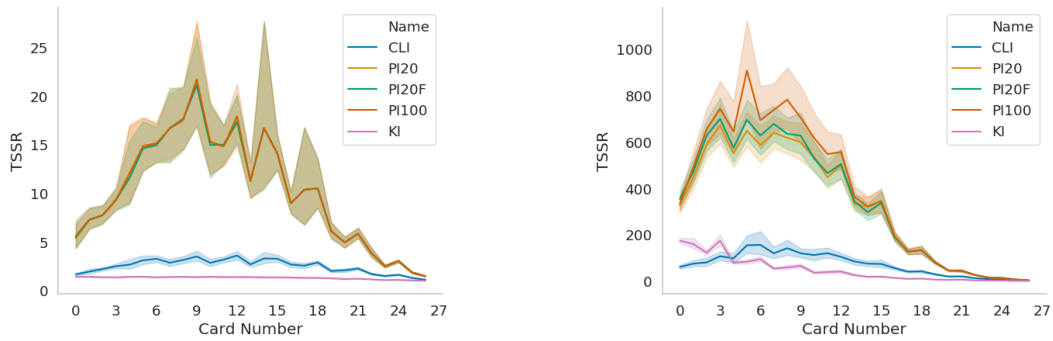 TSSR
25
20
15
10
5
0
0 3 6 9 12 15 18 21 24 27
Card Number
Name
CLI
PI20
PI20F
PI100
KI
TSSR
1000
800
600
400
200
0
0 3 6 9 12 15 18 21 24 27
Card Number
Name
CLI
PI20
PI20F
PI100
KI